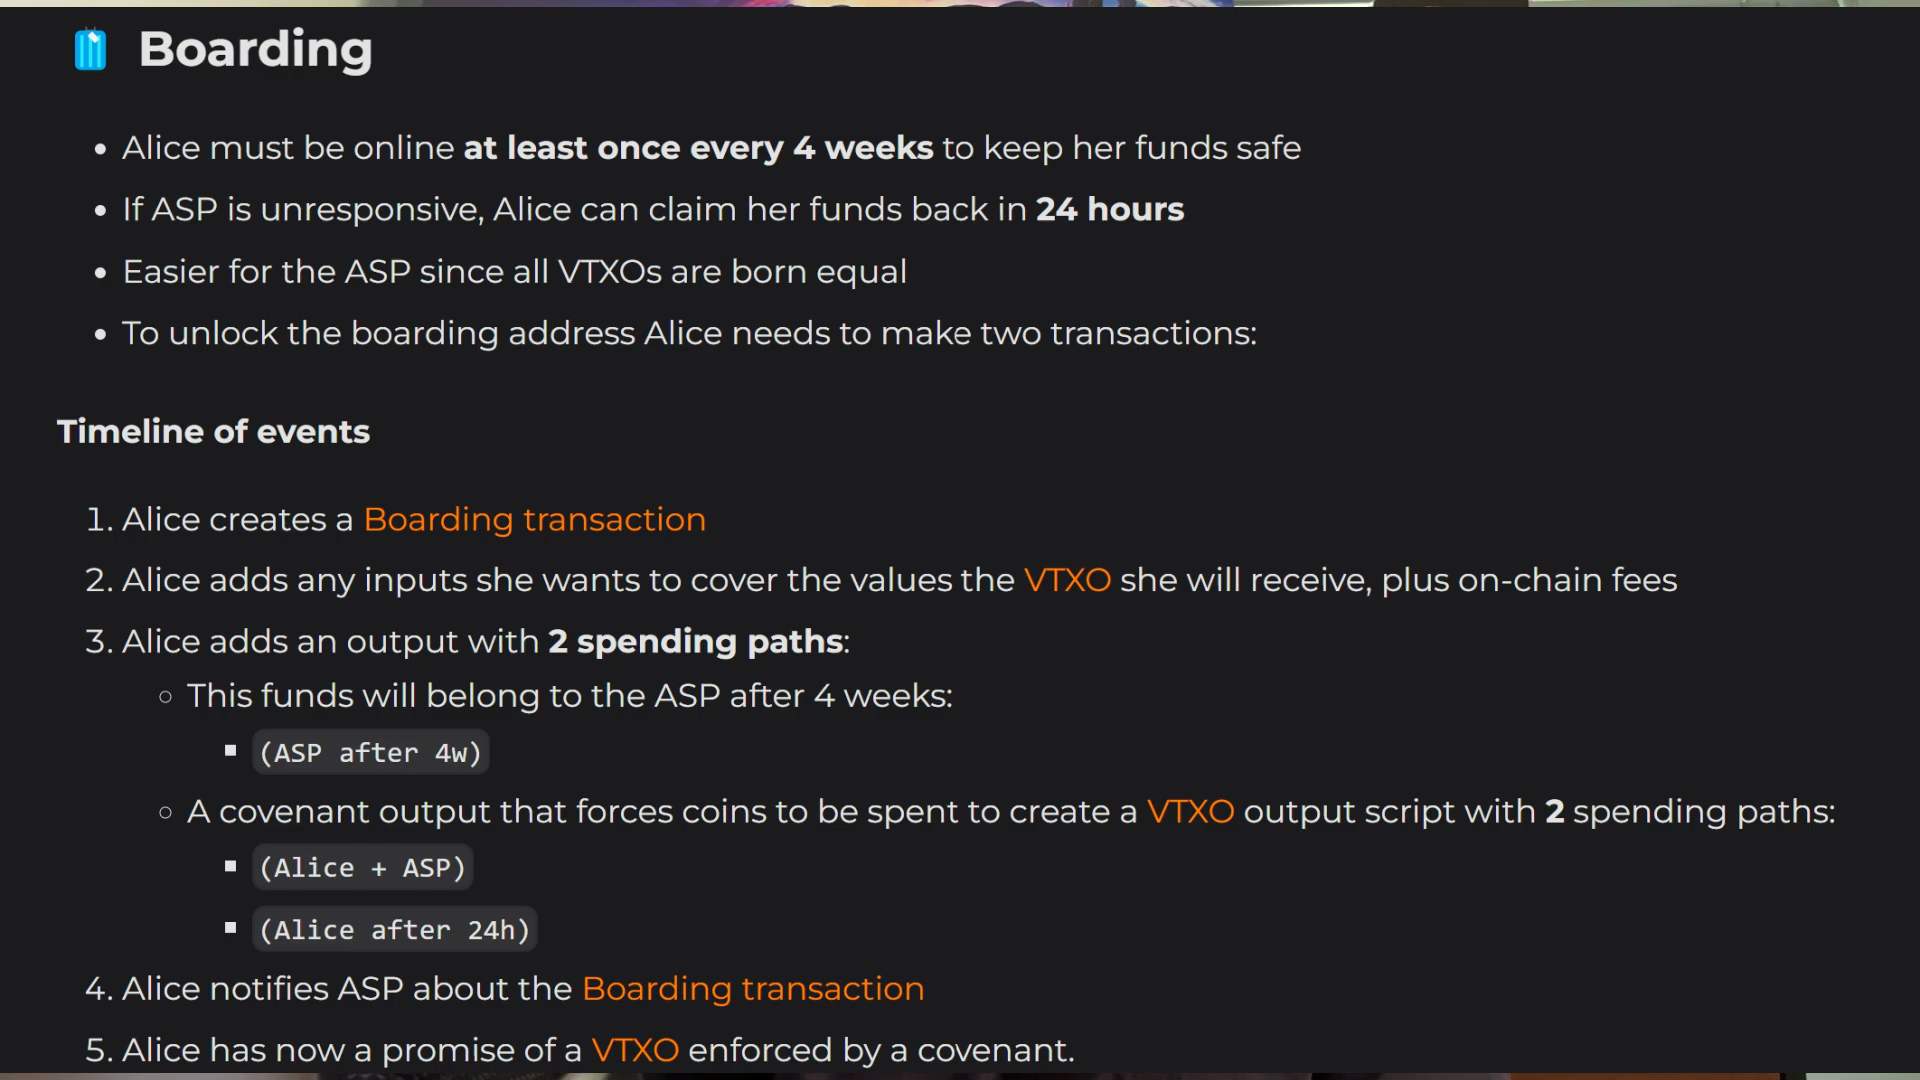 Boarding
Alice must be online at least once every 4 weeks to keep her funds safe
If ASP is unresponsive, Alice can claim her funds back in 24 hours
Easier for the ASP since all VTXOs are born equal
To unlock the boarding address Alice needs to make two transactions:
Timeline of events
1. Alice creates a Boarding transaction
2. Alice adds any inputs she wants to cover the values the VTXO she will receive, plus on-chain fees
3. Alice adds an output with 2 spending paths:
This funds will belong to the ASP after 4 weeks:
(ASP after 4w)
A covenant output that forces coins to be spent to create a VTXO output script with 2 spending paths:
(Alice + ASP)
(Alice after 24h)
4. Alice notifies ASP about the Boarding transaction
5. Alice has now a promise of a VTXO enforced by a covenant.